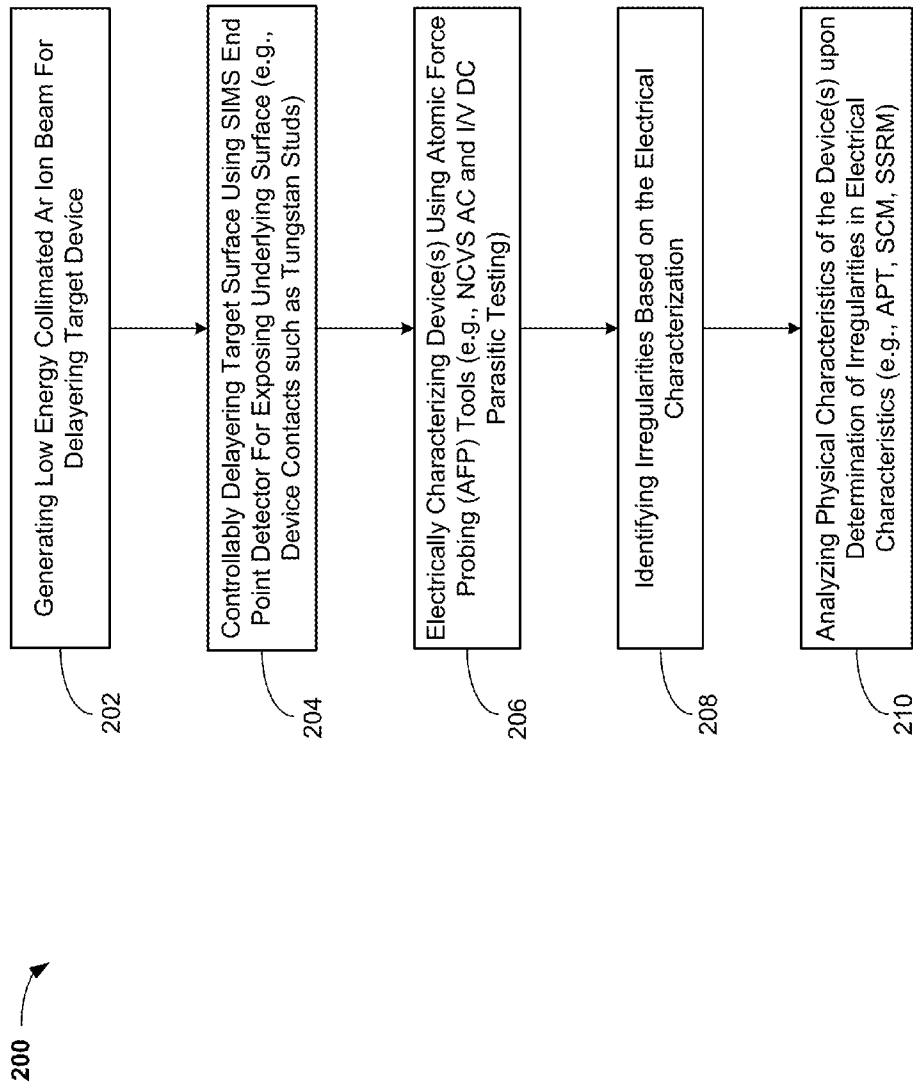 200
Generating Low Energy Collimated Ar Ion Beam For
Delayering Target Device
202
Controllably Delayering Target Surface Using SIMS End
Point Detector For Exposing Underlying Surface (e.g.,
Device Contacts such as Tungstan Studs)
204
Electrically Characterizing Device(s) Using Atomic Force
Probing (AFP) Tools (e.g., NCVS AC and I/V DC
Parasitic Testing)
206
Identifying Irregularities Based on the Electrical
Characterization
208
Analyzing Physical Characteristics of the Device(s) upon
Determination of Irregularities in Electrical
Characteristics (e.g., APT, SCM, SSRM)
210